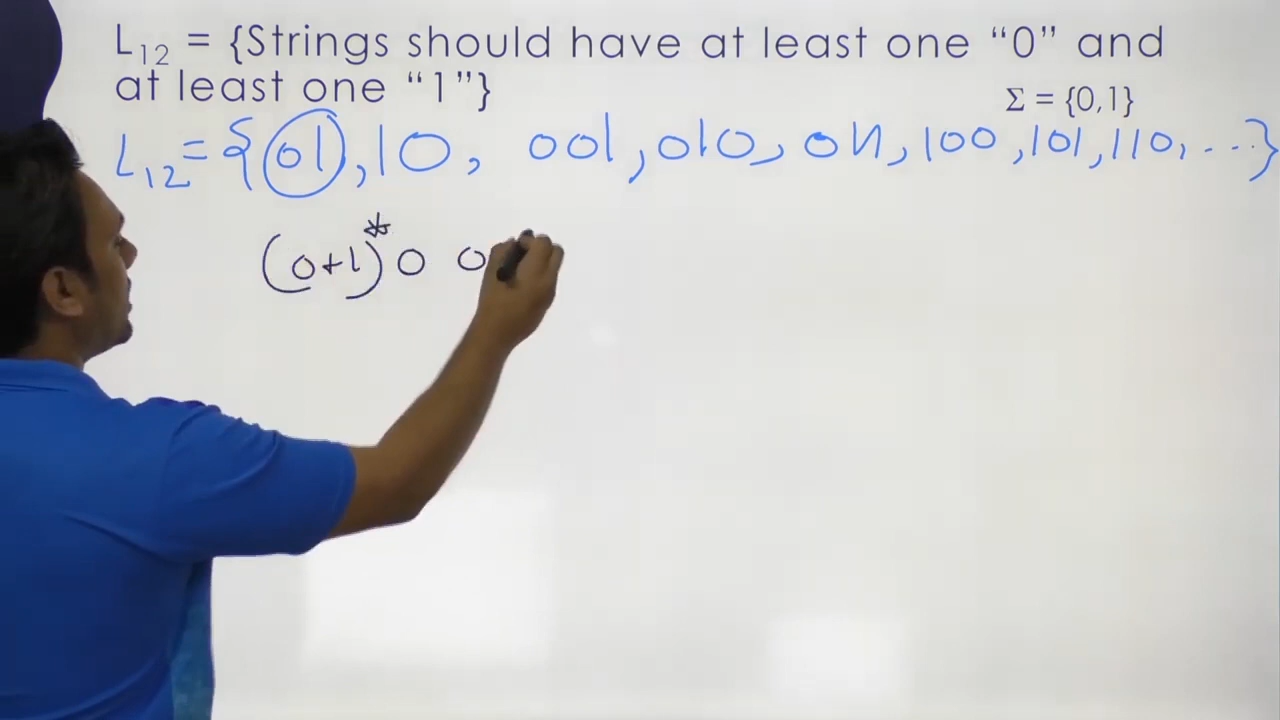 L₁₂ = {Strings should have at least one “0” and
at least one “1”}
Σ = {0,1}
L₁₂ = {01, 10, 001, 010, 011, 100, 101, 110, ...}
(0+1)* 0 0